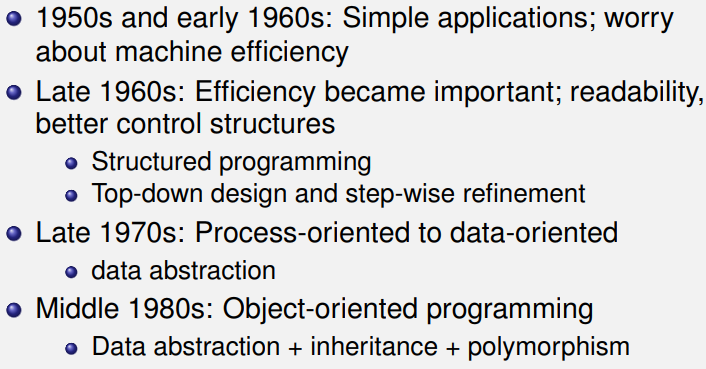 1950s and early 1960s: Simple applications; worry
about machine efficiency
Late 1960s: Efficiency became important; readability,
better control structures
Structured programming
Top-down design and step-wise refinement
Late 1970s: Process-oriented to data-oriented
data abstraction
Middle 1980s: Object-oriented programming
Data abstraction + inheritance + polymorphism